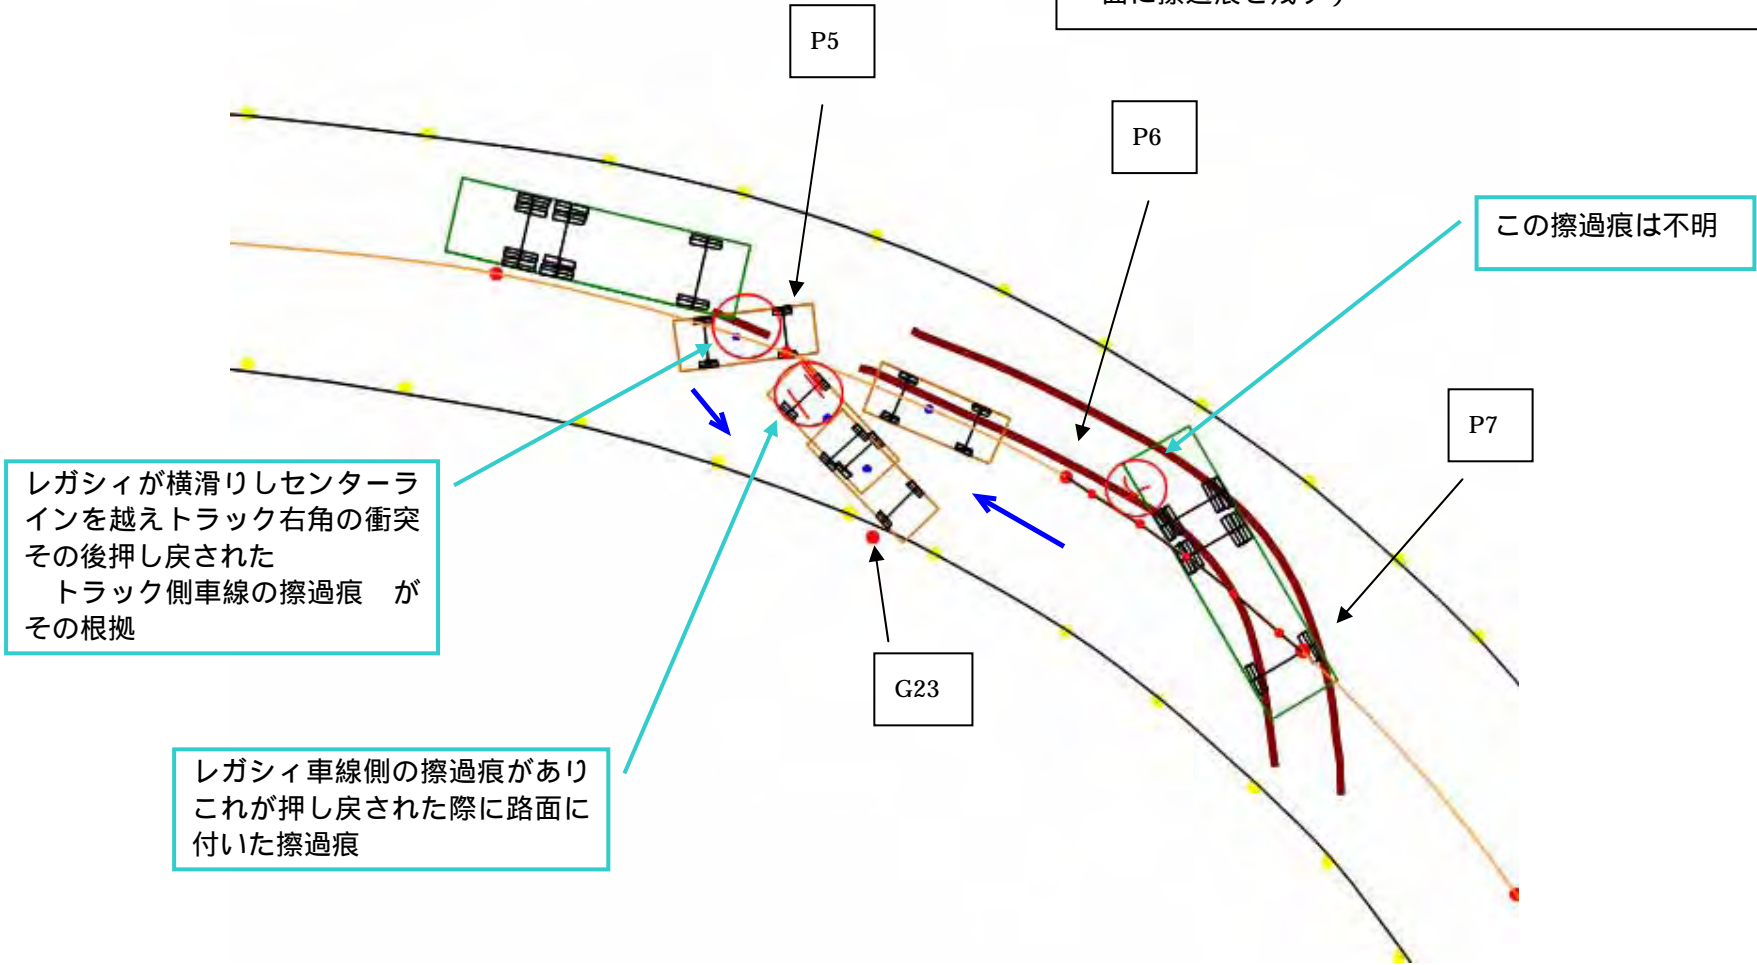 P5
P6
この擦過痕は不明
P7
レガシィが横滑りしセンターラ
インを越えトラック右角の衝突
その後押し戻された
トラック側車線の擦過痕　が
その根拠
G23
レガシィ車線側の擦過痕があり
これが押し戻された際に路面に
付いた擦過痕